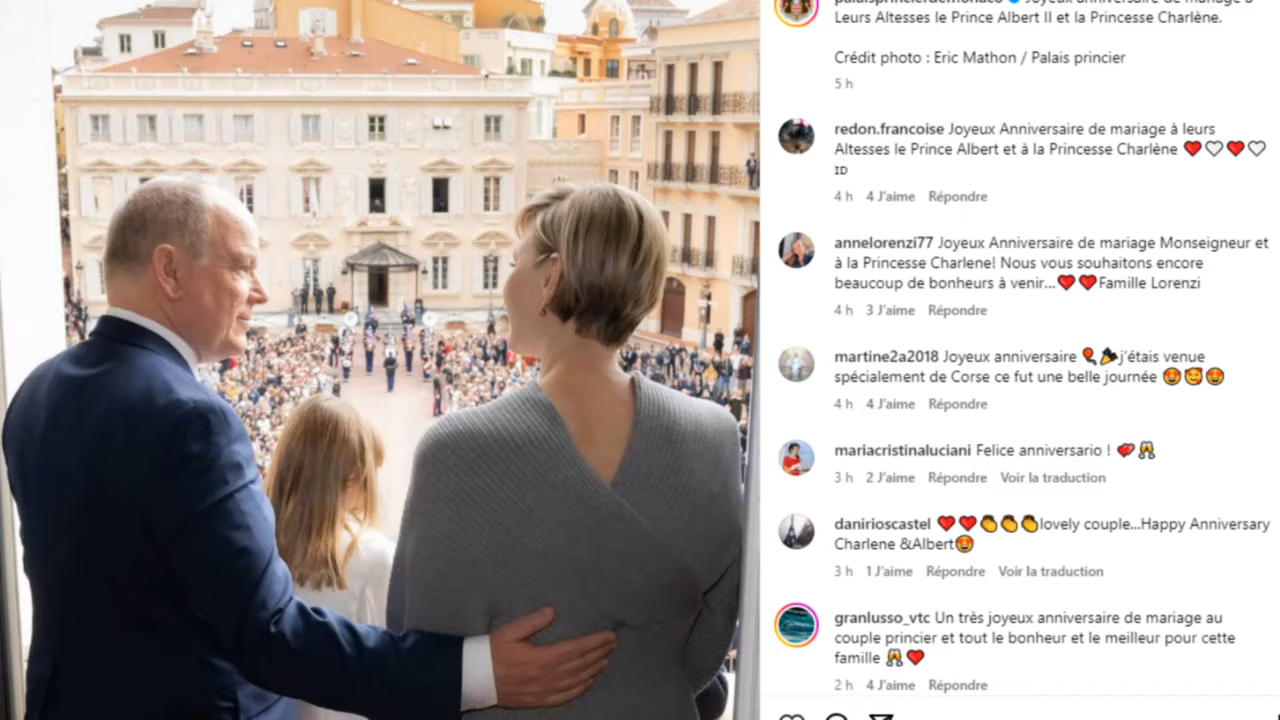 Leurs Altesses le Prince Albert II et la Princesse Charlène.
Crédit photo : Eric Mathon / Palais princier
5 h
redon.francoise Joyeux Anniversaire de mariage à leurs
Altesses le Prince Albert et à la Princesse Charlène ❤️🤍❤️🤍
🇮🇩
4 h 4 J'aime Répondre
annelorenzi77 Joyeux Anniversaire de mariage Monseigneur et
à la Princesse Charlene! Nous vous souhaitons encore
beaucoup de bonheurs à venir...❤️❤️Famille Lorenzi
4 h 3 J'aime Répondre
martine2a2018 Joyeux anniversaire 🎈🎉j'étais venue
spécialement de Corse ce fut une belle journée 😍🥰😍
4 h 4 J'aime Répondre
mariacristinaluciani Felice anniversario ! 💕🥂
3 h 2 J'aime Répondre Voir la traduction
danirioscastel ❤️❤️👏👏👏lovely couple...Happy Anniversary
Charlene &Albert😍
3 h 1 J'aime Répondre Voir la traduction
granlusso_vtc Un très joyeux anniversaire de mariage au
couple princier et tout le bonheur et le meilleur pour cette
famille 🥂❤️
2 h 4 J'aime Répondre